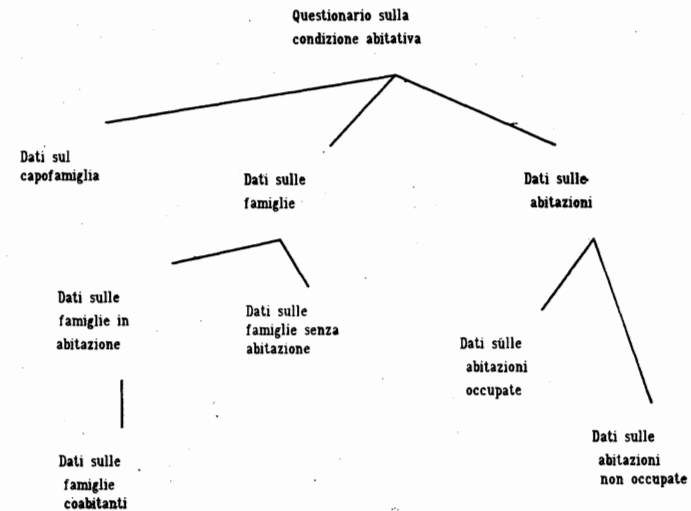 Questionario sulla
condizione abitativa
Dati sul
capofamiglia
Dati sulle
famiglie
Dati sulle
abitazioni
Dati sulle
famiglie in
abitazione
Dati sulle
famiglie senza
abitazione
Dati sulle
abitazioni
occupate
Dati sulle
abitazioni
non occupate
Dati sulle
famiglie
coabitanti